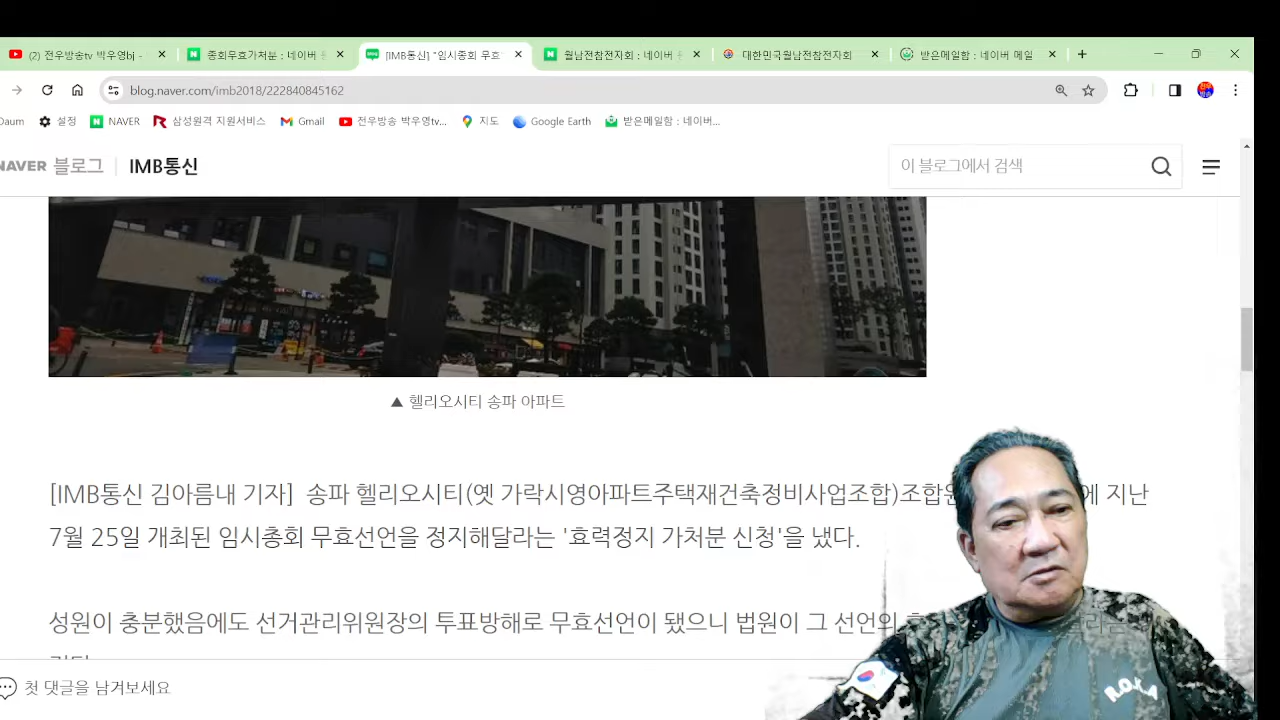 (2) 전우방송tv 박우영bj -
종회우효가처분 : 네이버
[IMB통신] "임시종회 무효
월남전참전자회 : 네이버
대한민국월남전참전자회
받은메일함 : 네이버 메일
blog.naver.com/imb2018/222840845162
Daum
설정
NAVER
삼성원격 지원서비스
Gmail
전우방송 박우영tv...
지도
Google Earth
받은메일함 : 네이버...
NAVER 블로그
IMB통신
이 블로그에서 검색
▲ 헬리오시티 송파 아파트
[IMB통신 김아름내 기자] 송파 헬리오시티(옛 가락시영아파트주택재건축정비사업조합)조합원 에 지난
7월 25일 개최된 임시총회 무효선언을 정지해달라는 '효력정지 가처분 신청'을 냈다.
성원이 충분했음에도 선거관리위원장의 투표방해로 무효선언이 됐으니 법원이 그 선언의
첫 댓글을 남겨보세요
R.O.K.A